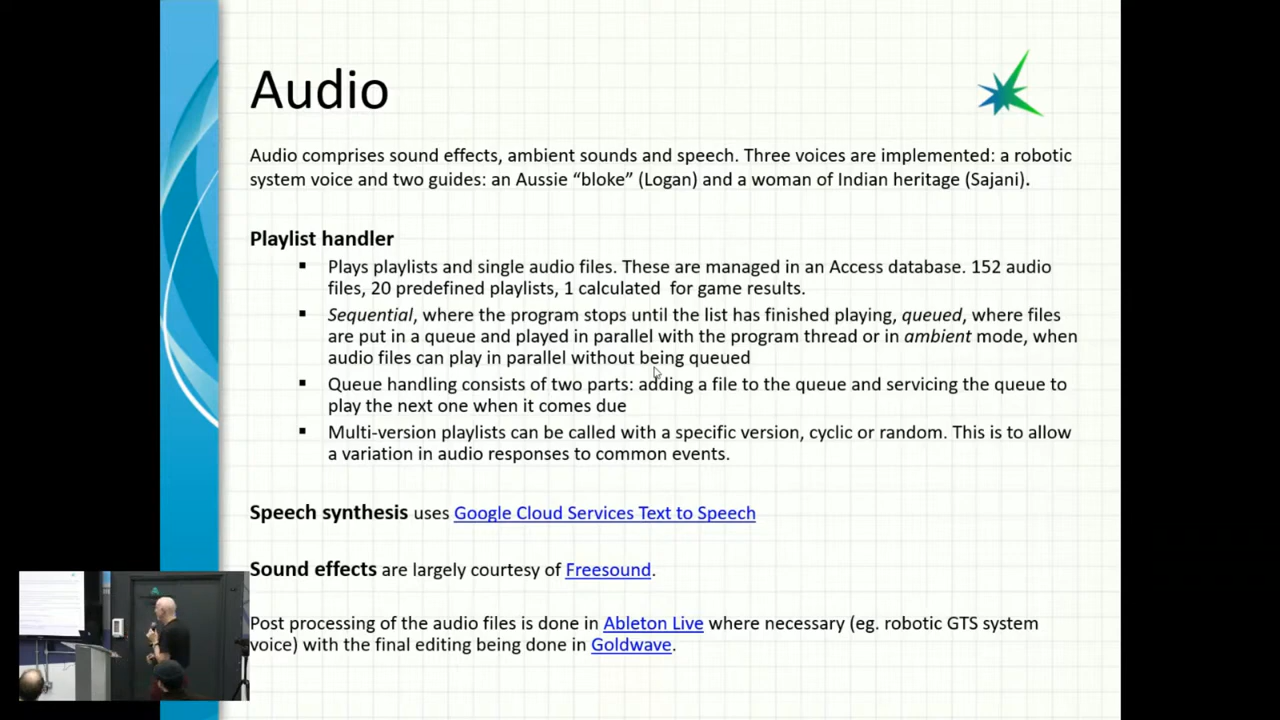 Audio
Audio comprises sound effects, ambient sounds and speech. Three voices are implemented: a robotic
system voice and two guides: an Aussie “bloke” (Logan) and a woman of Indian heritage (Sajani).
Playlist handler
▪ Plays playlists and single audio files. These are managed in an Access database. 152 audio
files, 20 predefined playlists, 1 calculated  for game results.
▪ Sequential, where the program stops until the list has finished playing, queued, where files
are put in a queue and played in parallel with the program thread or in ambient mode, when
audio files can play in parallel without being queued
▪ Queue handling consists of two parts: adding a file to the queue and servicing the queue to
play the next one when it comes due
▪ Multi-version playlists can be called with a specific version, cyclic or random. This is to allow
a variation in audio responses to common events.
Speech synthesis uses Google Cloud Services Text to Speech
Sound effects are largely courtesy of Freesound.
Post processing of the audio files is done in Ableton Live where necessary (eg. robotic GTS system
voice) with the final editing being done in Goldwave.